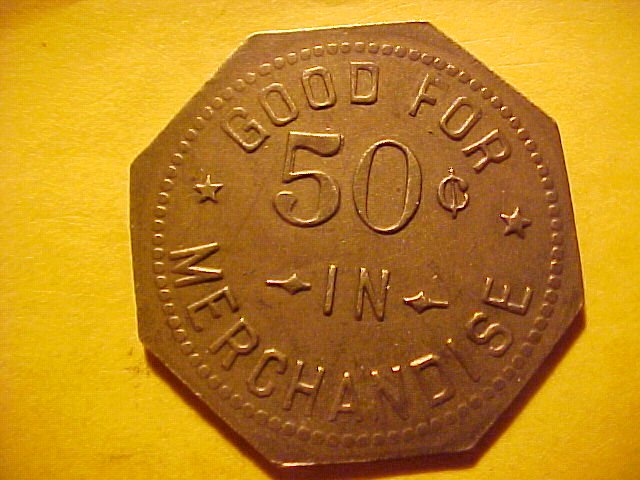 GOOD FOR
50¢
IN
MERCHANDISE